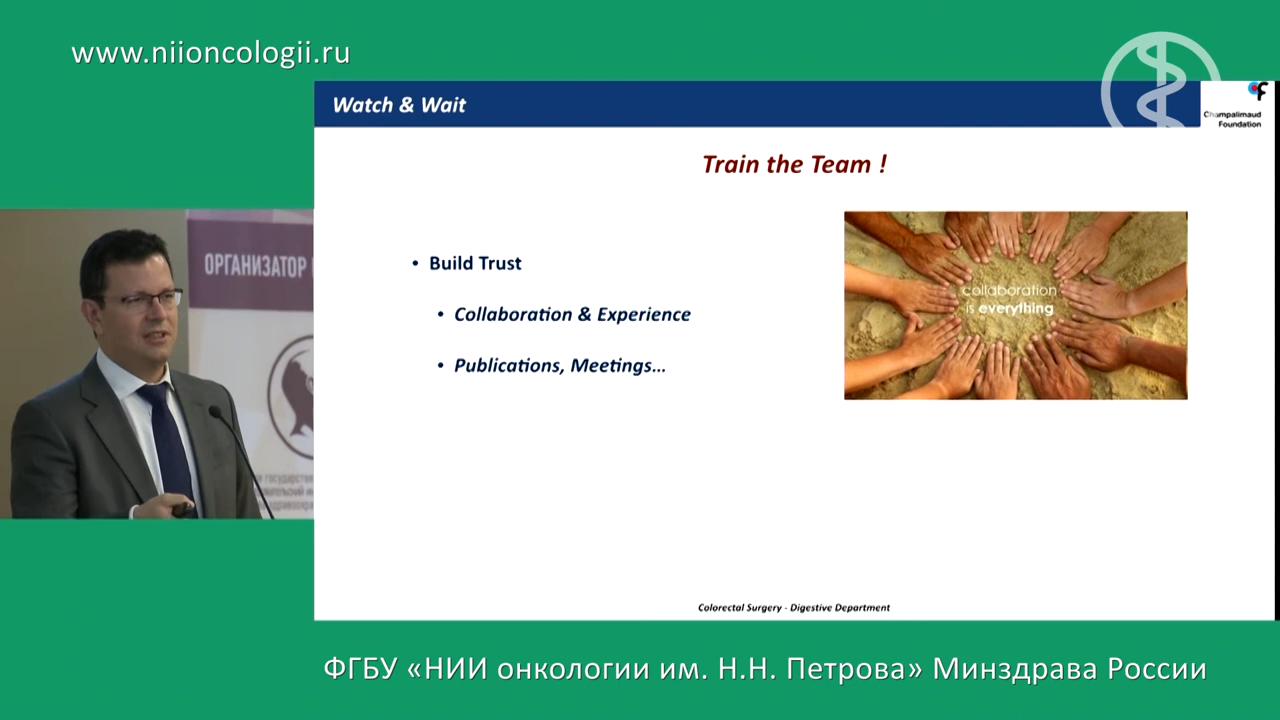 www.niioncologii.ru
Watch & Wait
Champalimaud
Foundation
Train the Team !
• Build Trust
• Collaboration & Experience
• Publications, Meetings...
collaboration
is everything
ОРГАНИЗАТОР
Colorectal Surgery - Digestive Department
ФГБУ «НИИ онкологии им. Н.Н. Петрова» Минздрава России